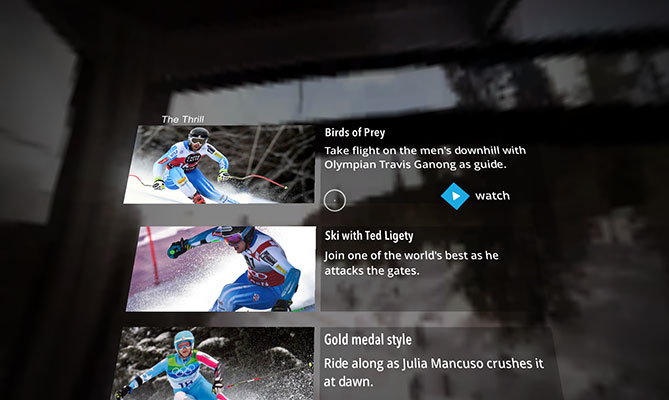 The Thrill
Birds of Prey
Take flight on the men's downhill with
Olympian Travis Ganong as guide.
watch
Ski with Ted Ligety
Join one of the world's best as he
attacks the gates.
Gold medal style
Ride along as Julia Mancuso crushes it
at dawn.